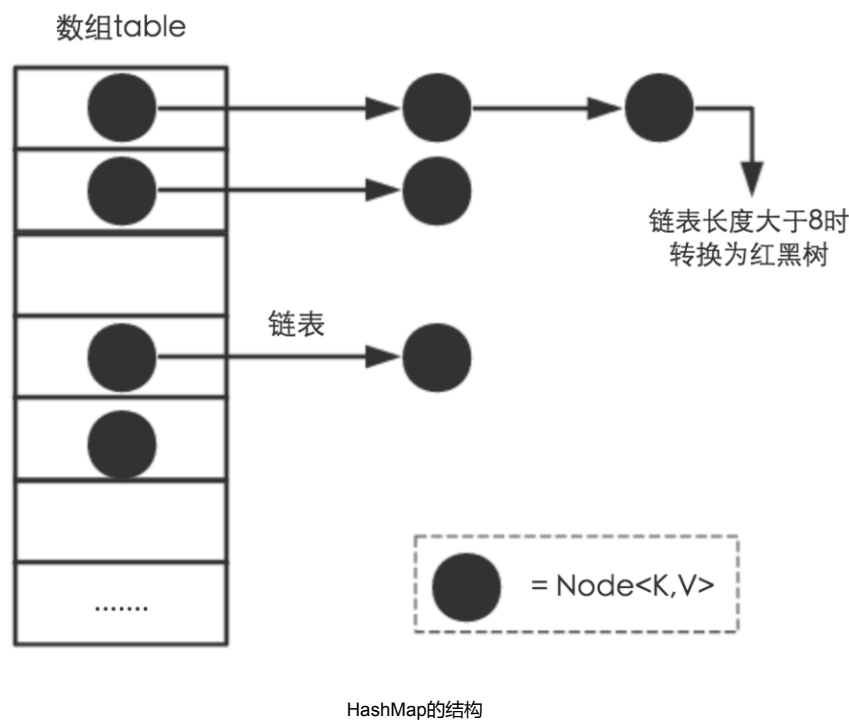 数组table
链表长度大于8时
转换为红黑树
链表
.......
= Node<K,V>
HashMap的结构